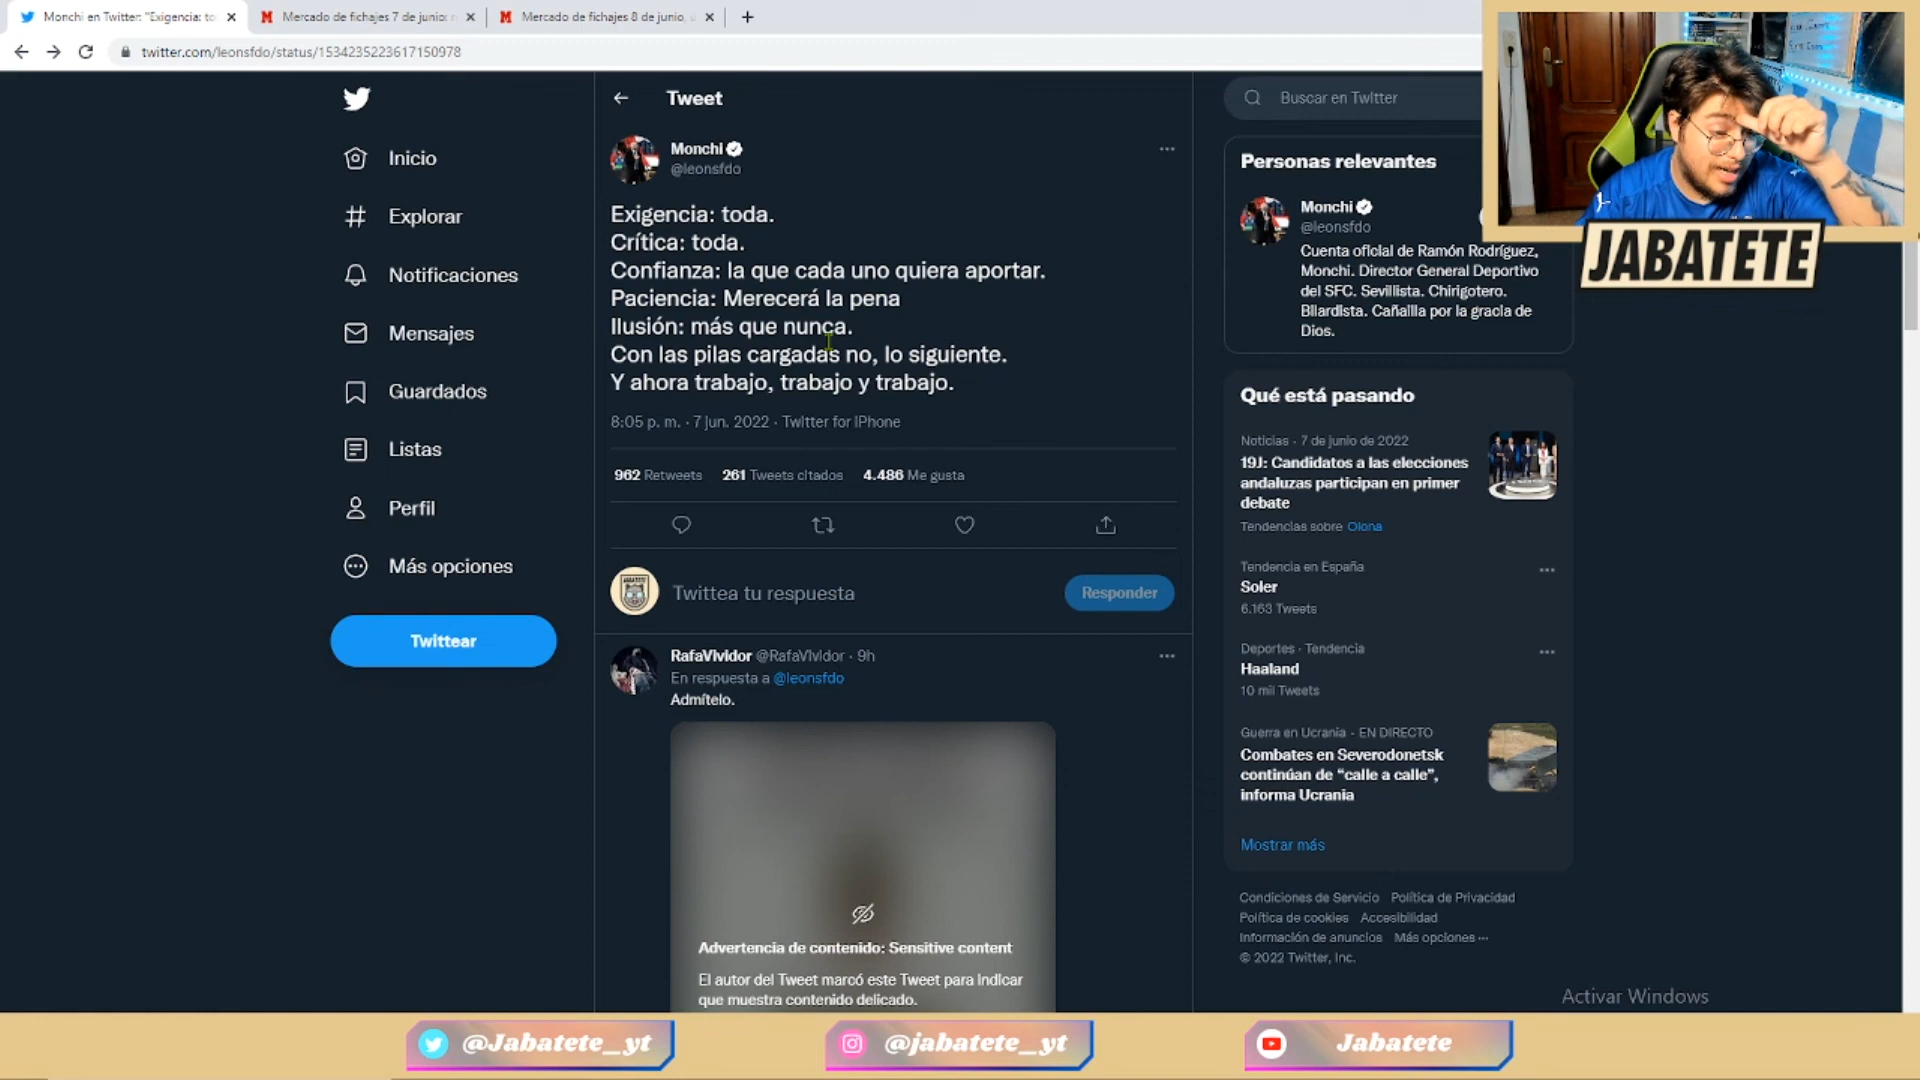 Monchi en Twitter: "Exigencia: to
Mercado de fichajes 7 de junio:
Mercado de fichajes 8 de junio,
twitter.com/leonsfdo/status/1534235223617150978
Inicio
Explorar
Notificaciones
Mensajes
Guardados
Listas
Perfil
Más opciones
Twittear
Tweet
Monchi
@leonsfdo
Exigencia: toda.
Crítica: toda.
Confianza: la que cada uno quiera aportar.
Paciencia: Merecerá la pena
Ilusión: más que nunca.
Con las pilas cargadas no, lo siguiente.
Y ahora trabajo, trabajo y trabajo.
8:05 p. m. · 7 jun. 2022 · Twitter for iPhone
962 Retweets 261 Tweets citados 4.486 Me gusta
Twittea tu respuesta
Responder
RafaVividor @RafaVividor · 9h
En respuesta a @leonsfdo
Admítelo.
Advertencia de contenido: Sensitive content
El autor del Tweet marcó este Tweet para indicar
que muestra contenido delicado.
Buscar en Twitter
Personas relevantes
Monchi
@leonsfdo
Cuenta oficial de Ramón Rodríguez,
Monchi. Director General Deportivo
del SFC. Sevillista. Chirigotero.
Bilardista. Cañailla por la gracia de
Dios.
JABATETE
Qué está pasando
Noticias · 7 de junio de 2022
19J: Candidatos a las elecciones
andaluzas participan en primer
debate
Tendencias sobre Olona
Tendencia en España
Soler
6.163 Tweets
Deportes · Tendencia
Haaland
10 mil Tweets
Guerra en Ucrania · EN DIRECTO
Combates en Severodonetsk
continúan de “calle a calle”,
informa Ucrania
Mostrar más
Condiciones de Servicio Política de Privacidad
Política de cookies Accesibilidad
Información de anuncios Más opciones ···
© 2022 Twitter, Inc.
Activar Windows
@Jabatete_yt
@jabatete_yt
Jabatete